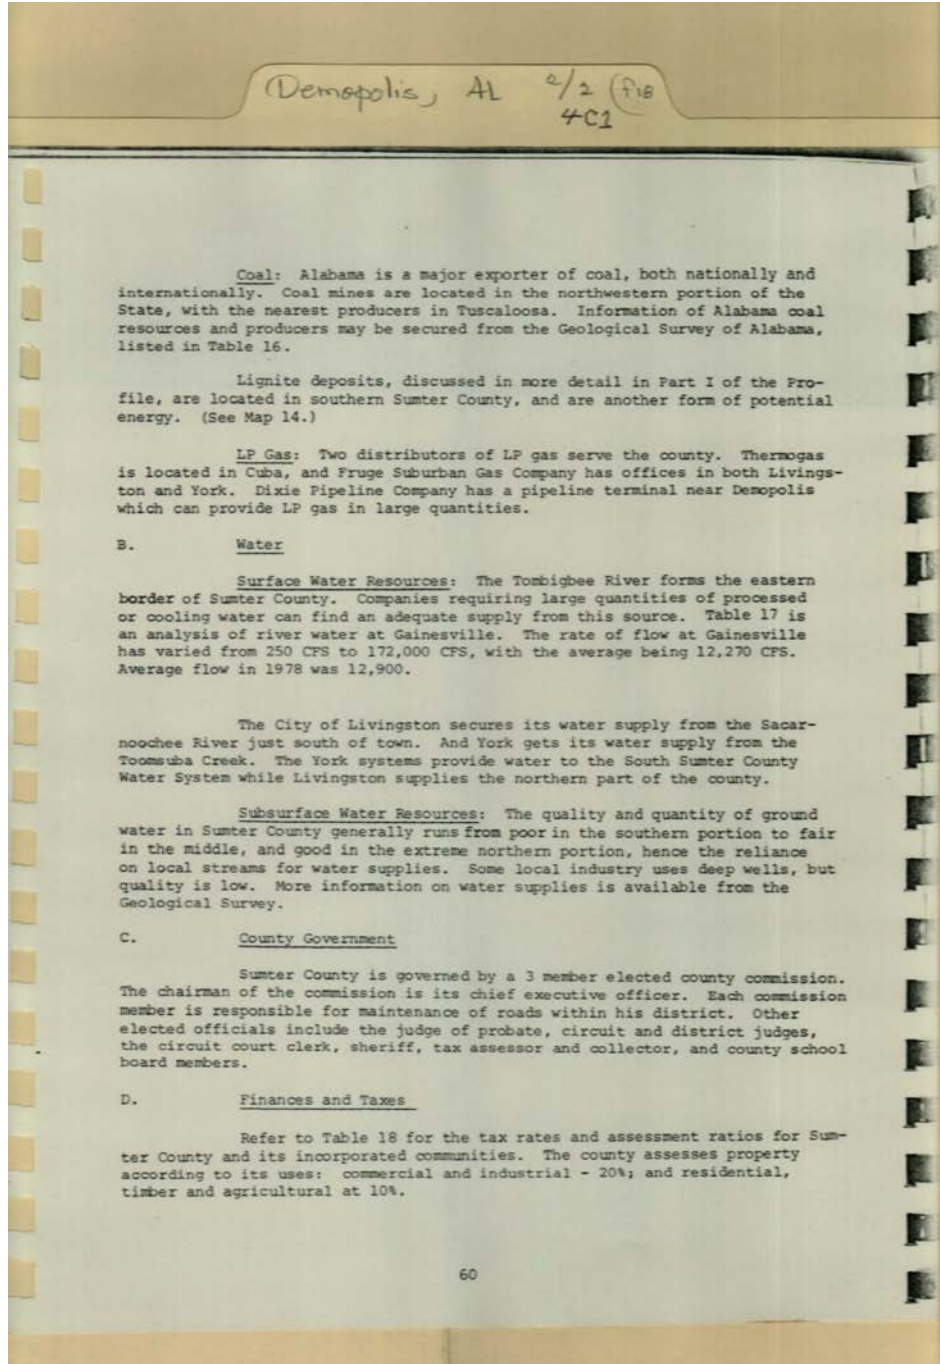 Demopolis, AL 2/2 (F18
4C1
Coal: Alabama is a major exporter of coal, both nationally and
internationally. Coal mines are located in the northwestern portion of the
State, with the nearest producers in Tuscaloosa. Information of Alabama coal
resources and producers may be secured from the Geological Survey of Alabama,
listed in Table 16.
Lignite deposits, discussed in more detail in Part I of the Pro-
file, are located in southern Sumter County, and are another form of potential
energy. (See Map 14.)
LP Gas: Two distributors of LP gas serve the county. Thermogas
is located in Cuba, and Fruge Suburban Gas Company has offices in both Livings-
ton and York. Dixie Pipeline Company has a pipeline terminal near Demopolis
which can provide LP gas in large quantities.
B. Water
Surface Water Resources: The Tombigbee River forms the eastern
border of Sumter County. Companies requiring large quantities of processed
or cooling water can find an adequate supply from this source. Table 17 is
an analysis of river water at Gainesville. The rate of flow at Gainesville
has varied from 250 CFS to 172,000 CFS, with the average being 12,270 CFS.
Average flow in 1978 was 12,900.
The City of Livingston secures its water supply from the Sacar-
noochee River just south of town. And York gets its water supply from the
Toomsuba Creek. The York systems provide water to the South Sumter County
Water System while Livingston supplies the northern part of the county.
Subsurface Water Resources: The quality and quantity of ground
water in Sumter County generally runs from poor in the southern portion to fair
in the middle, and good in the extreme northern portion, hence the reliance
on local streams for water supplies. Some local industry uses deep wells, but
quality is low. More information on water supplies is available from the
Geological Survey.
C. County Government
Sumter County is governed by a 3 member elected county commission.
The chairman of the commission is its chief executive officer. Each commission
member is responsible for maintenance of roads within his district. Other
elected officials include the judge of probate, circuit and district judges,
the circuit court clerk, sheriff, tax assessor and collector, and county school
board members.
D. Finances and Taxes
Refer to Table 18 for the tax rates and assessment ratios for Sum-
ter County and its incorporated communities. The county assesses property
according to its uses: commercial and industrial - 20%; and residential,
timber and agricultural at 10%.
60